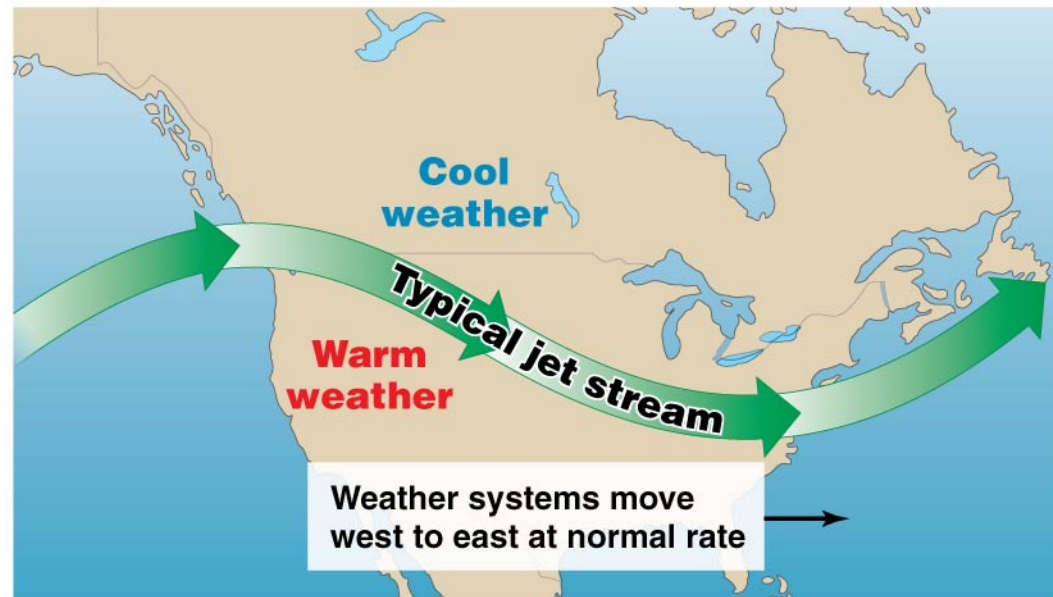 Cool
weather
Typical jet stream
Warm
weather
Weather systems move
west to east at normal rate